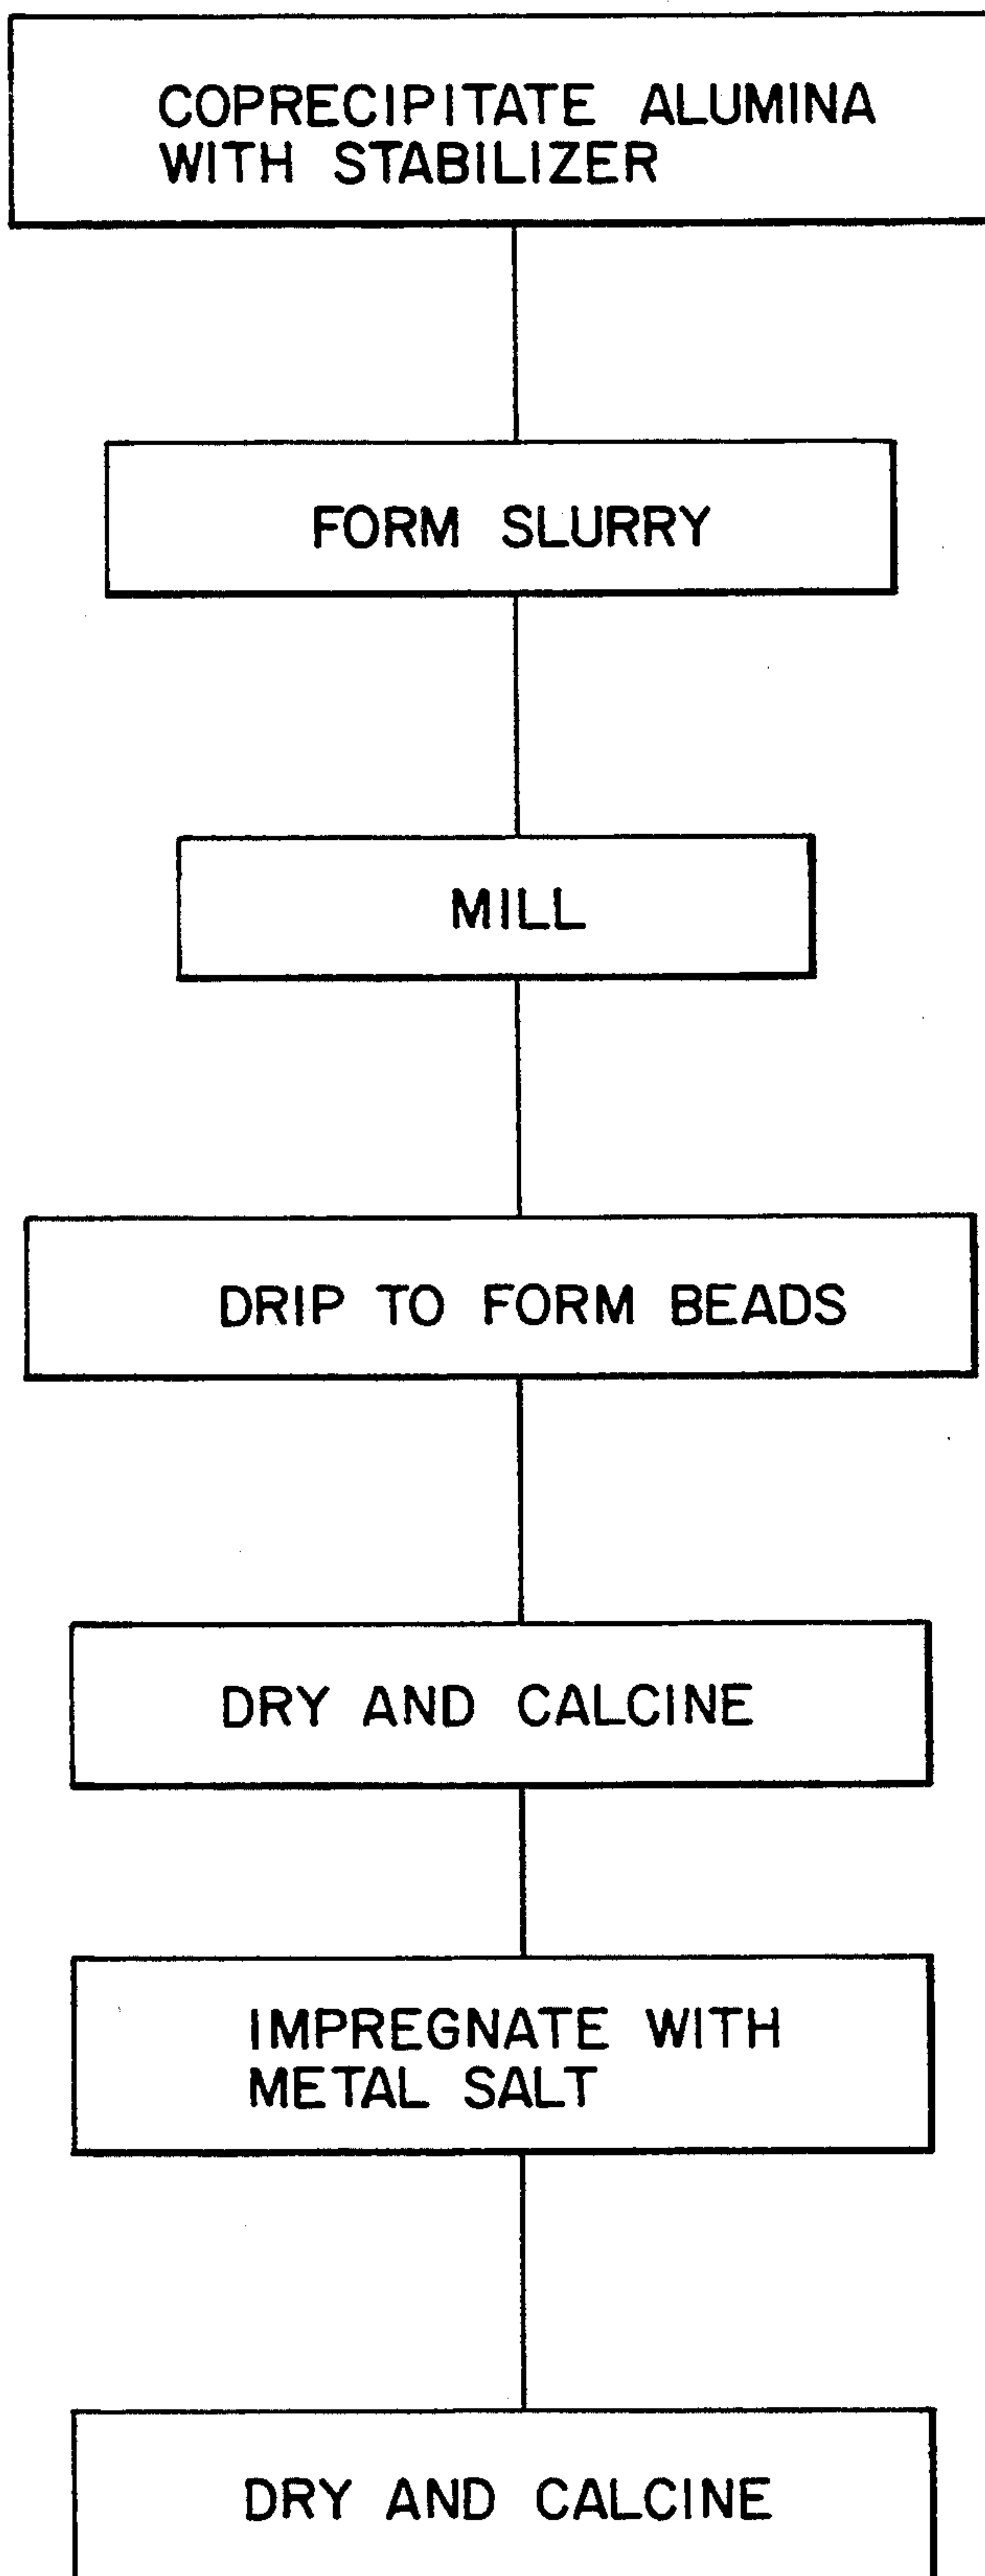 COPRECIPITATE ALUMINA
WITH STABILIZER
FORM SLURRY
MILL
DRIP TO FORM BEADS
DRY AND CALCINE
IMPREGNATE WITH
METAL SALT
DRY AND CALCINE